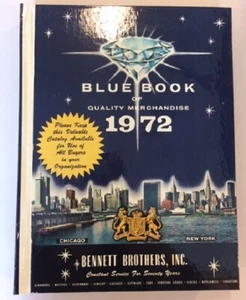 BLUE BOOK
OF
QUALITY MERCHANDISE
1972
Please Keep
this Valuable
Catalog Available
for Use of
All Buyers
in your
Organization
CHICAGO
NEW YORK
BENNETT BROTHERS, INC.
Constant Service For Seventy Years